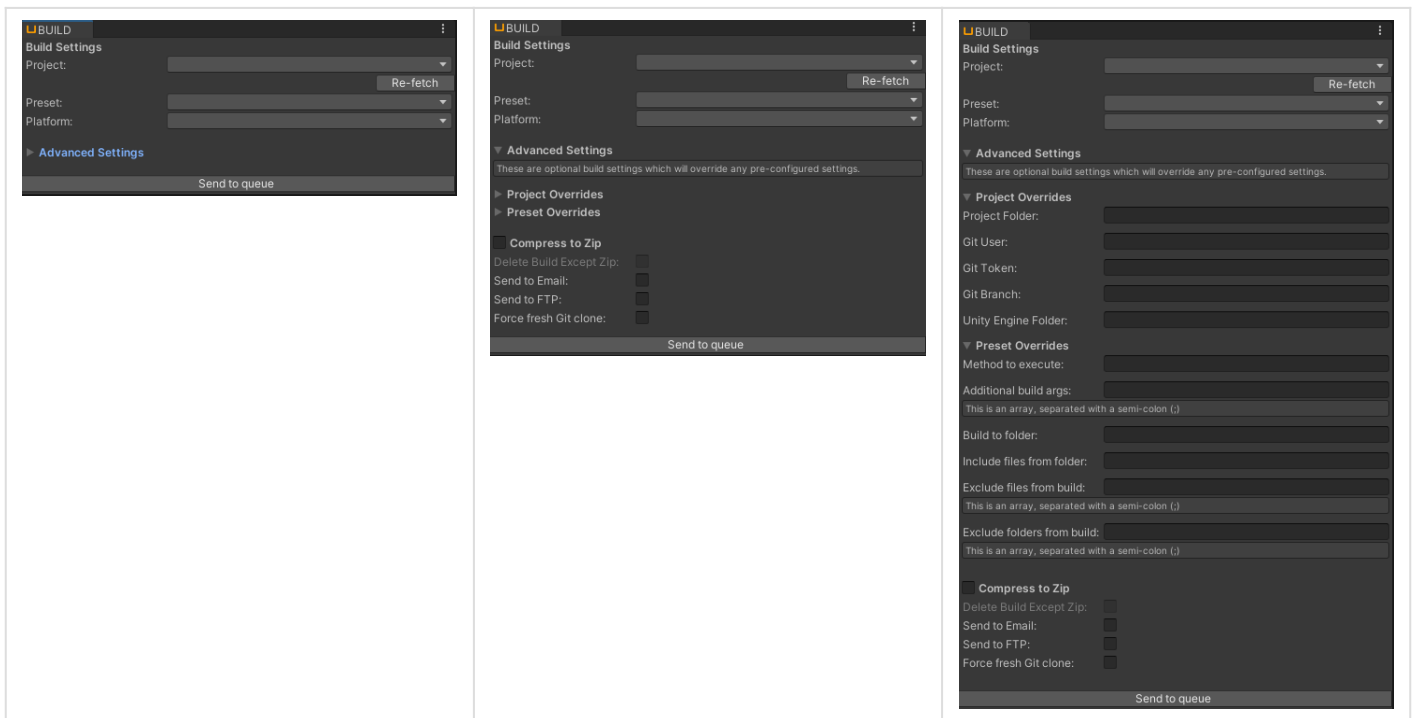 BUILD
Build Settings
Project:
Re-fetch
Preset:
Platform:
Advanced Settings
Send to queue
BUILD
Build Settings
Project:
Re-fetch
Preset:
Platform:
Advanced Settings
These are optional build settings which will override any pre-configured settings.
Project Overrides
Preset Overrides
Compress to Zip
Delete Build Except Zip:
Send to Email:
Send to FTP:
Force fresh Git clone:
Send to queue
BUILD
Build Settings
Project:
Re-fetch
Preset:
Platform:
Advanced Settings
These are optional build settings which will override any pre-configured settings.
Project Overrides
Project Folder:
Git User:
Git Token:
Git Branch:
Unity Engine Folder:
Preset Overrides
Method to execute:
Additional build args:
This is an array, separated with a semi-colon (;)
Build to folder:
Include files from folder:
Exclude files from build:
This is an array, separated with a semi-colon (;)
Exclude folders from build:
This is an array, separated with a semi-colon (;)
Compress to Zip
Delete Build Except Zip:
Send to Email:
Send to FTP:
Force fresh Git clone:
Send to queue